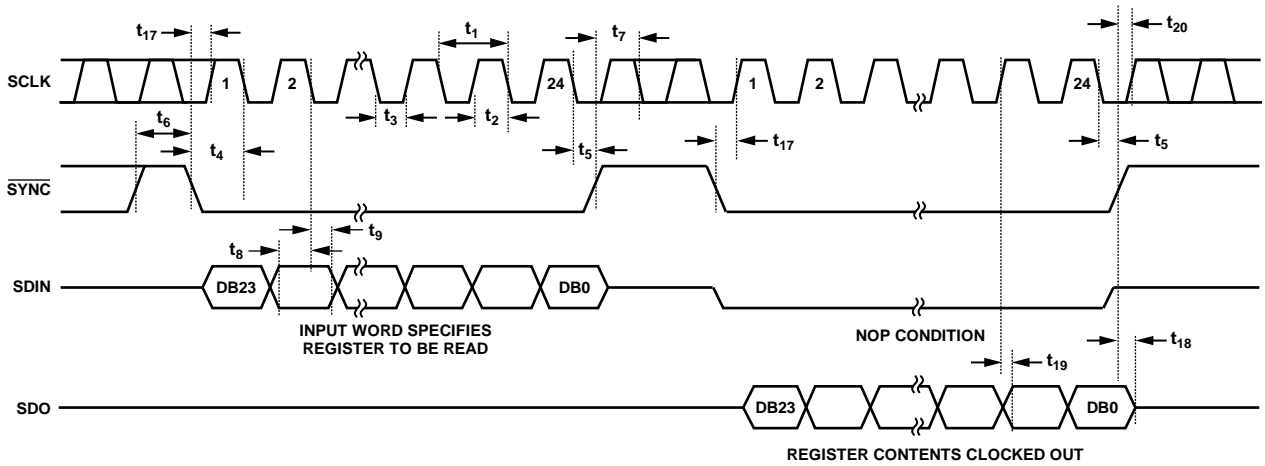 t17
t1
t7
t20
SCLK
1
2
24
1
2
24
t6
t4
t3
t2
t5
t17
t5
SYNC
t9
t8
SDIN
DB23
DB0
INPUT WORD SPECIFIES
REGISTER TO BE READ
NOP CONDITION
t18
t19
SDO
DB23
DB0
REGISTER CONTENTS CLOCKED OUT